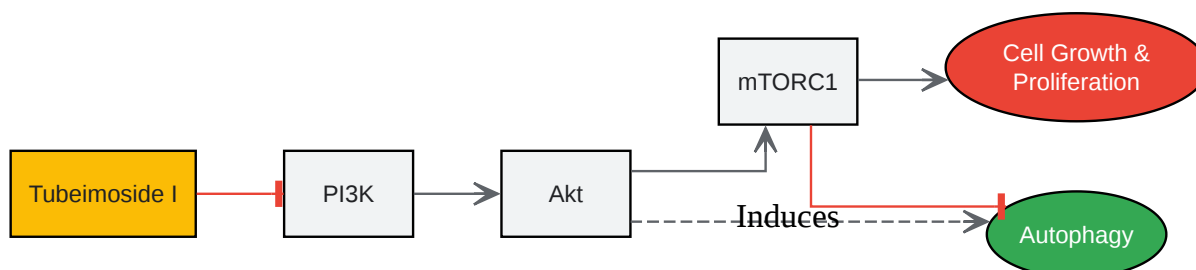 Cell Growth &
Proliferation
mTORC1
Tubeimoside I
PI3K
Akt
Induces
Autophagy